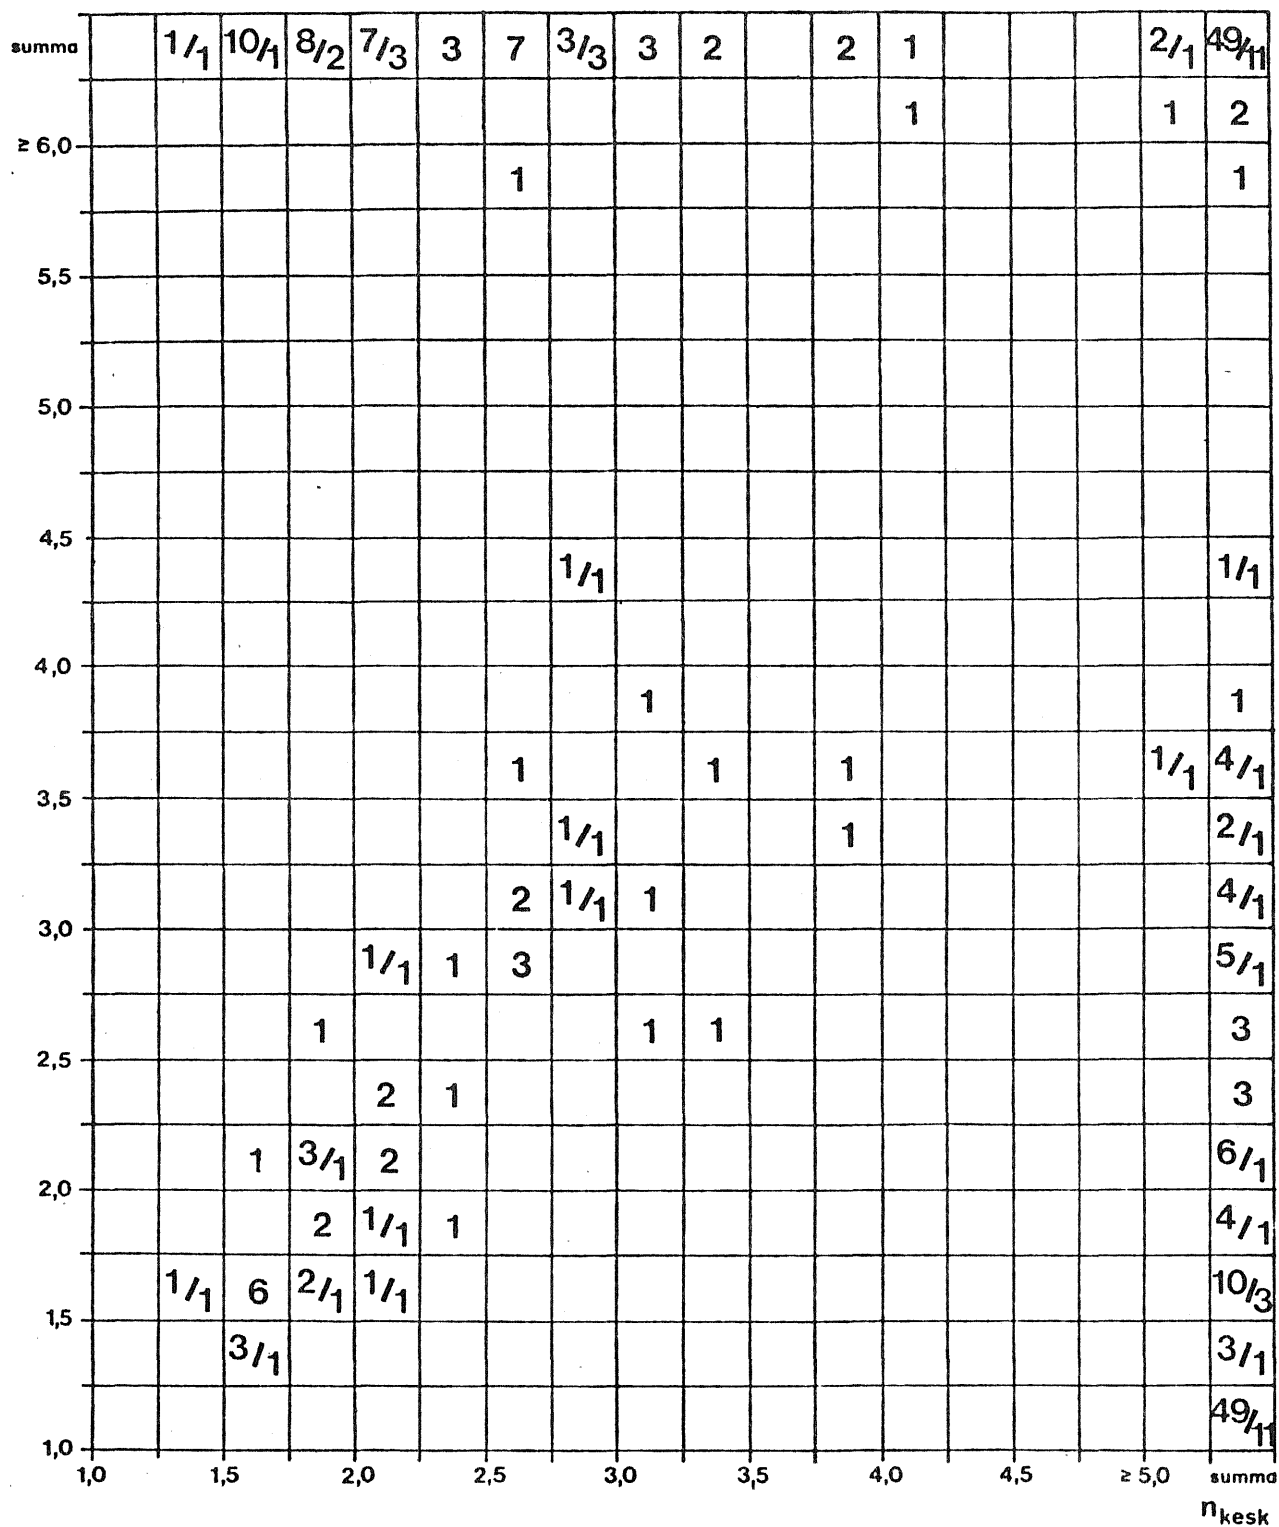 summa 1/1 10/1 8/2 7/3 3 7 3/3 3 2 2 1 2/1 49/11
1 1 2
≥ 6,0
1 1
5,5
5,0
4,5
1/1 1/1
4,0
1 1
1 1 1 1/1 4/1
3,5
1/1 1 2/1
2 1/1 1 4/1
3,0
1/1 1 3 5/1
1 1 1 3
2,5
2 1 3
1 3/1 2 6/1
2,0
2 1/1 1 4/1
1/1 6 2/1 1/1 10/3
1,5
3/1 3/1
49/11
1,0
1,0 1,5 2,0 2,5 3,0 3,5 4,0 4,5 ≥ 5,0 summa
n kesk